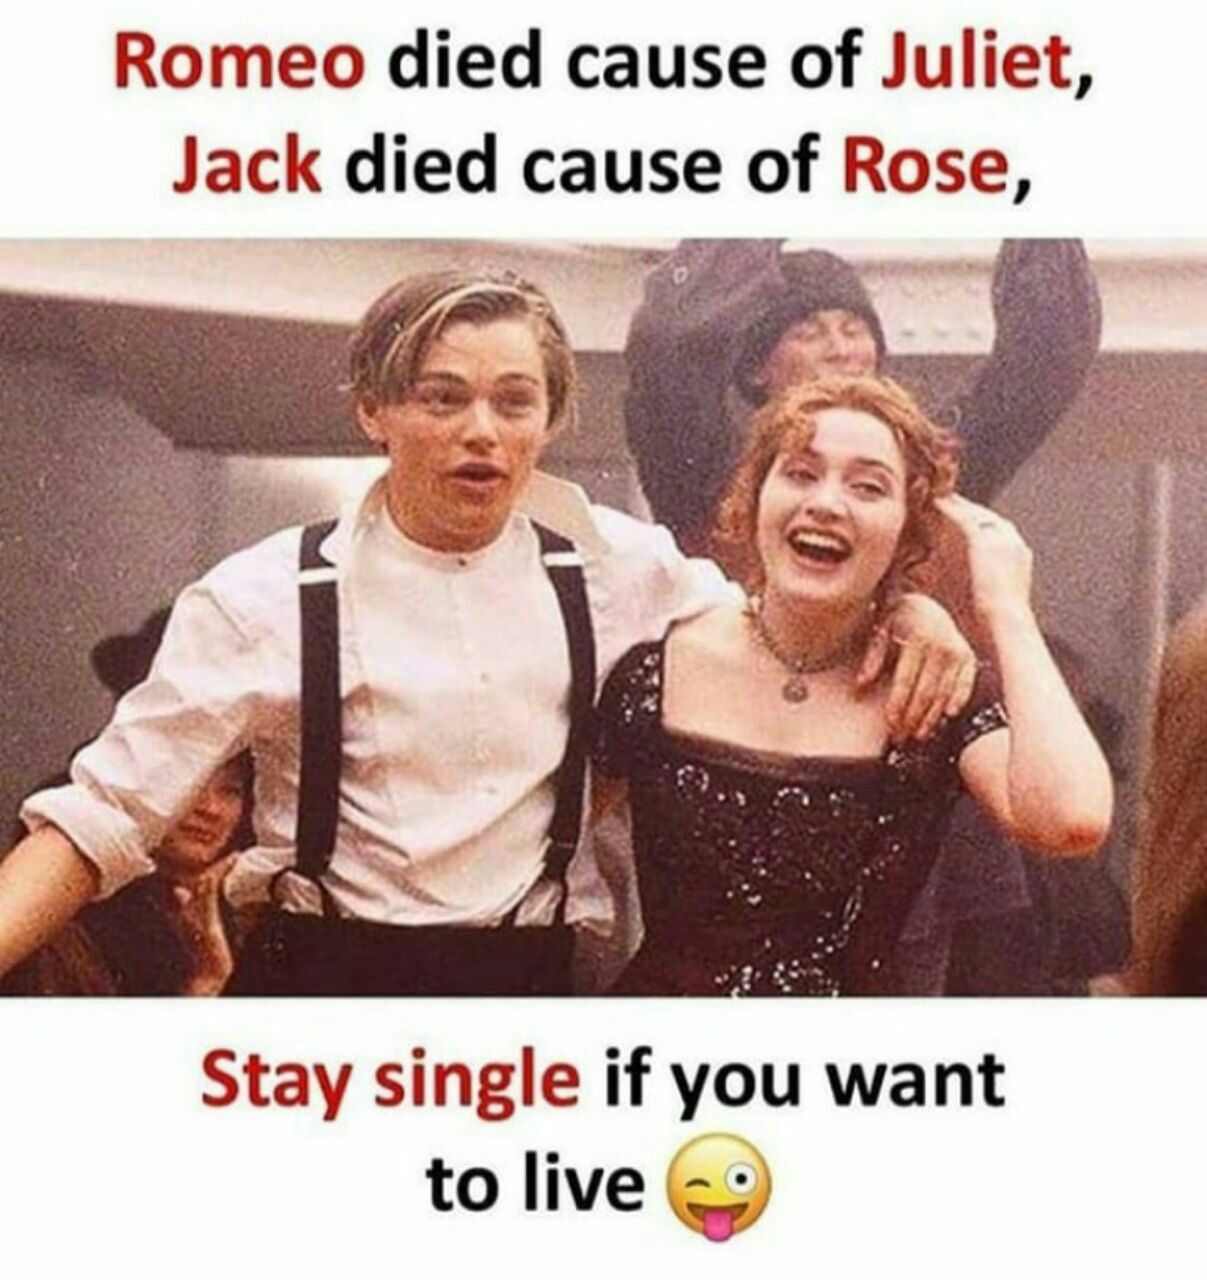 Romeo died cause of Juliet,
Jack died cause of Rose,
Stay single if you want
to live 😜